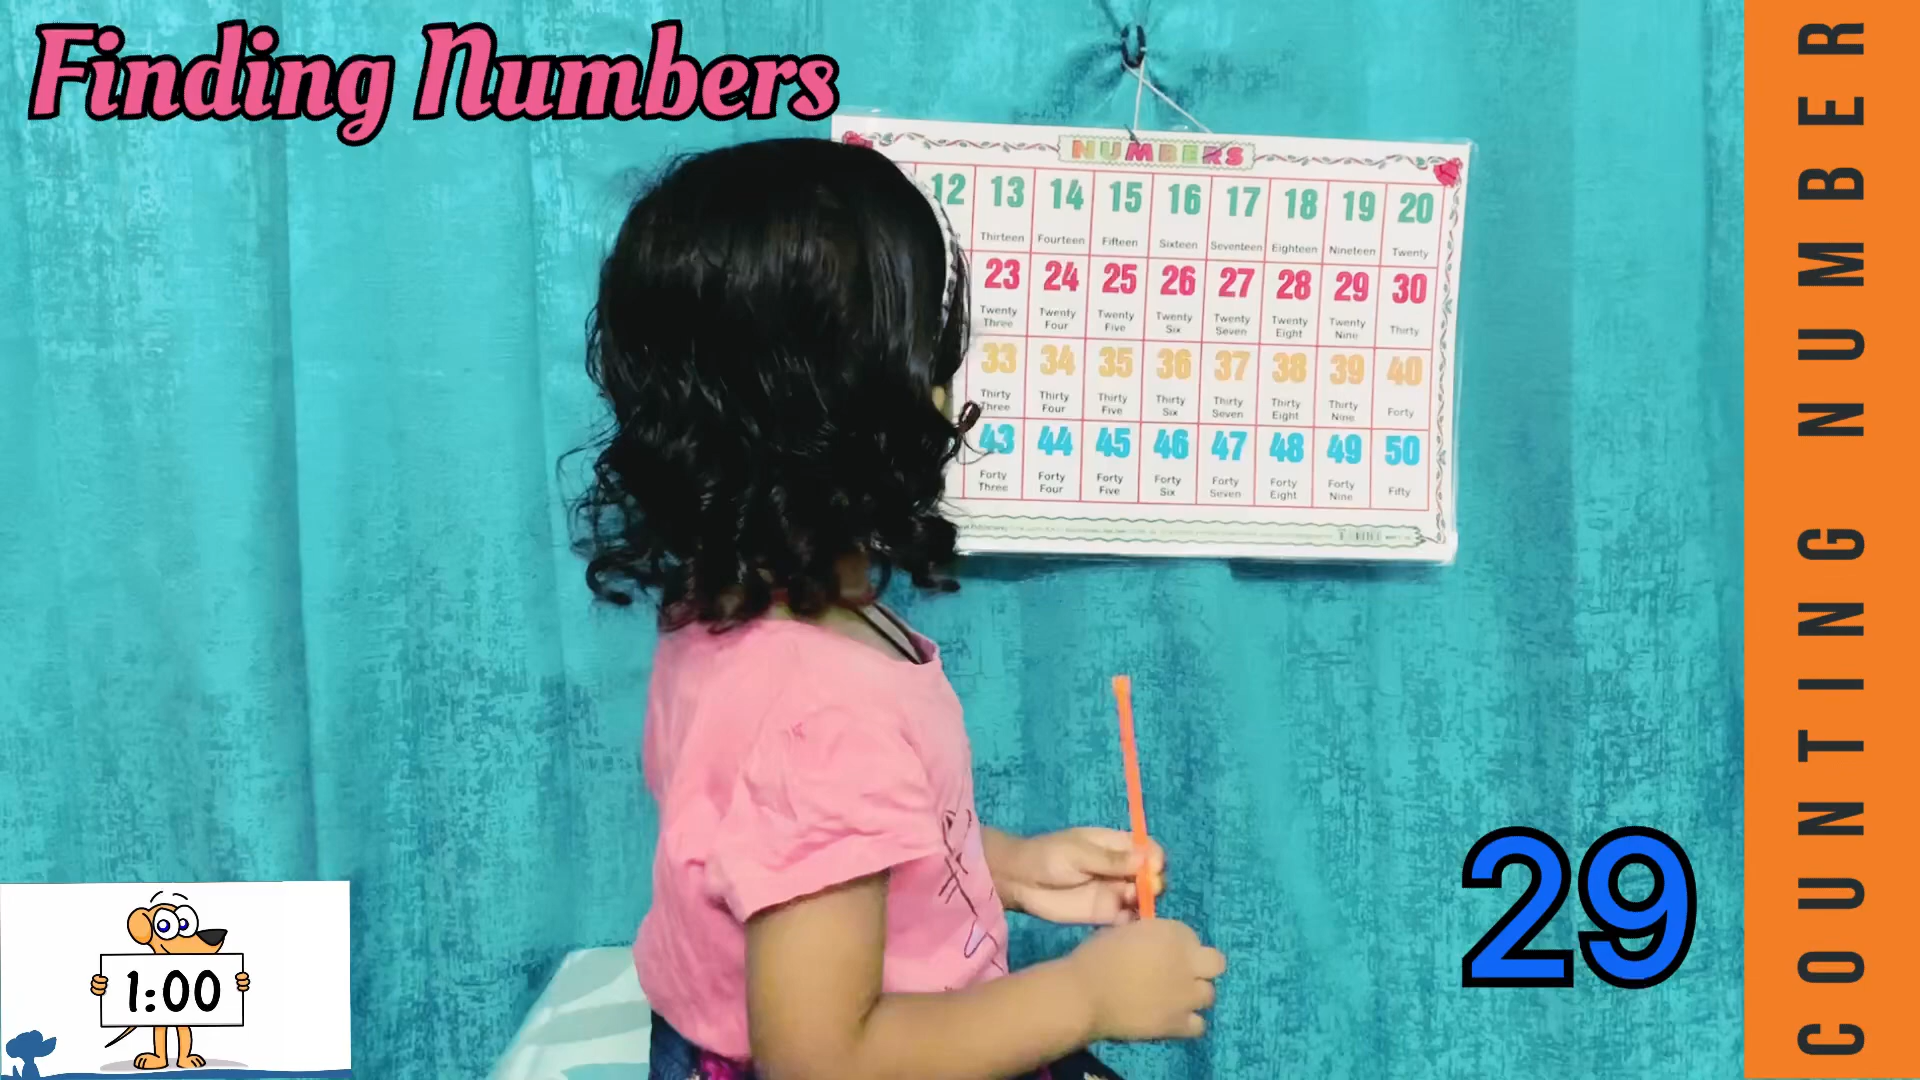 Finding Numbers
NUMBERS
12 13 14 15 16 17 18 19 20
Thirteen Fourteen Fifteen Sixteen Seventeen Eighteen Nineteen Twenty
23 24 25 26 27 28 29 30
Twenty Three Twenty Four Twenty Five Twenty Six Twenty Seven Twenty Eight Twenty Nine Thirty
33 34 35 36 37 38 39 40
Thirty Three Thirty Four Thirty Five Thirty Six Thirty Seven Thirty Eight Thirty Nine Forty
43 44 45 46 47 48 49 50
Forty Three Forty Four Forty Five Forty Six Forty Seven Forty Eight Forty Nine Fifty
29
1:00
COUNTING NUMBER